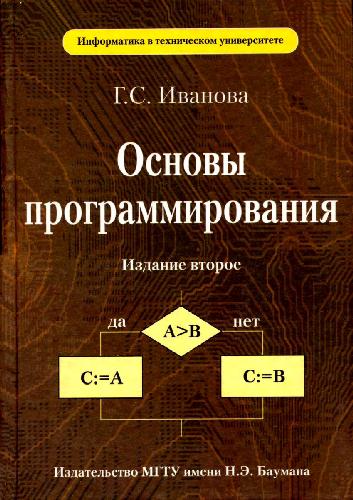 Информатика в техническом университете
Г.С. Иванова
Основы
программирования
Издание второе
да
нет
A>B
C:=A
C:=B
Издательство МГТУ имени Н.Э. Баумана